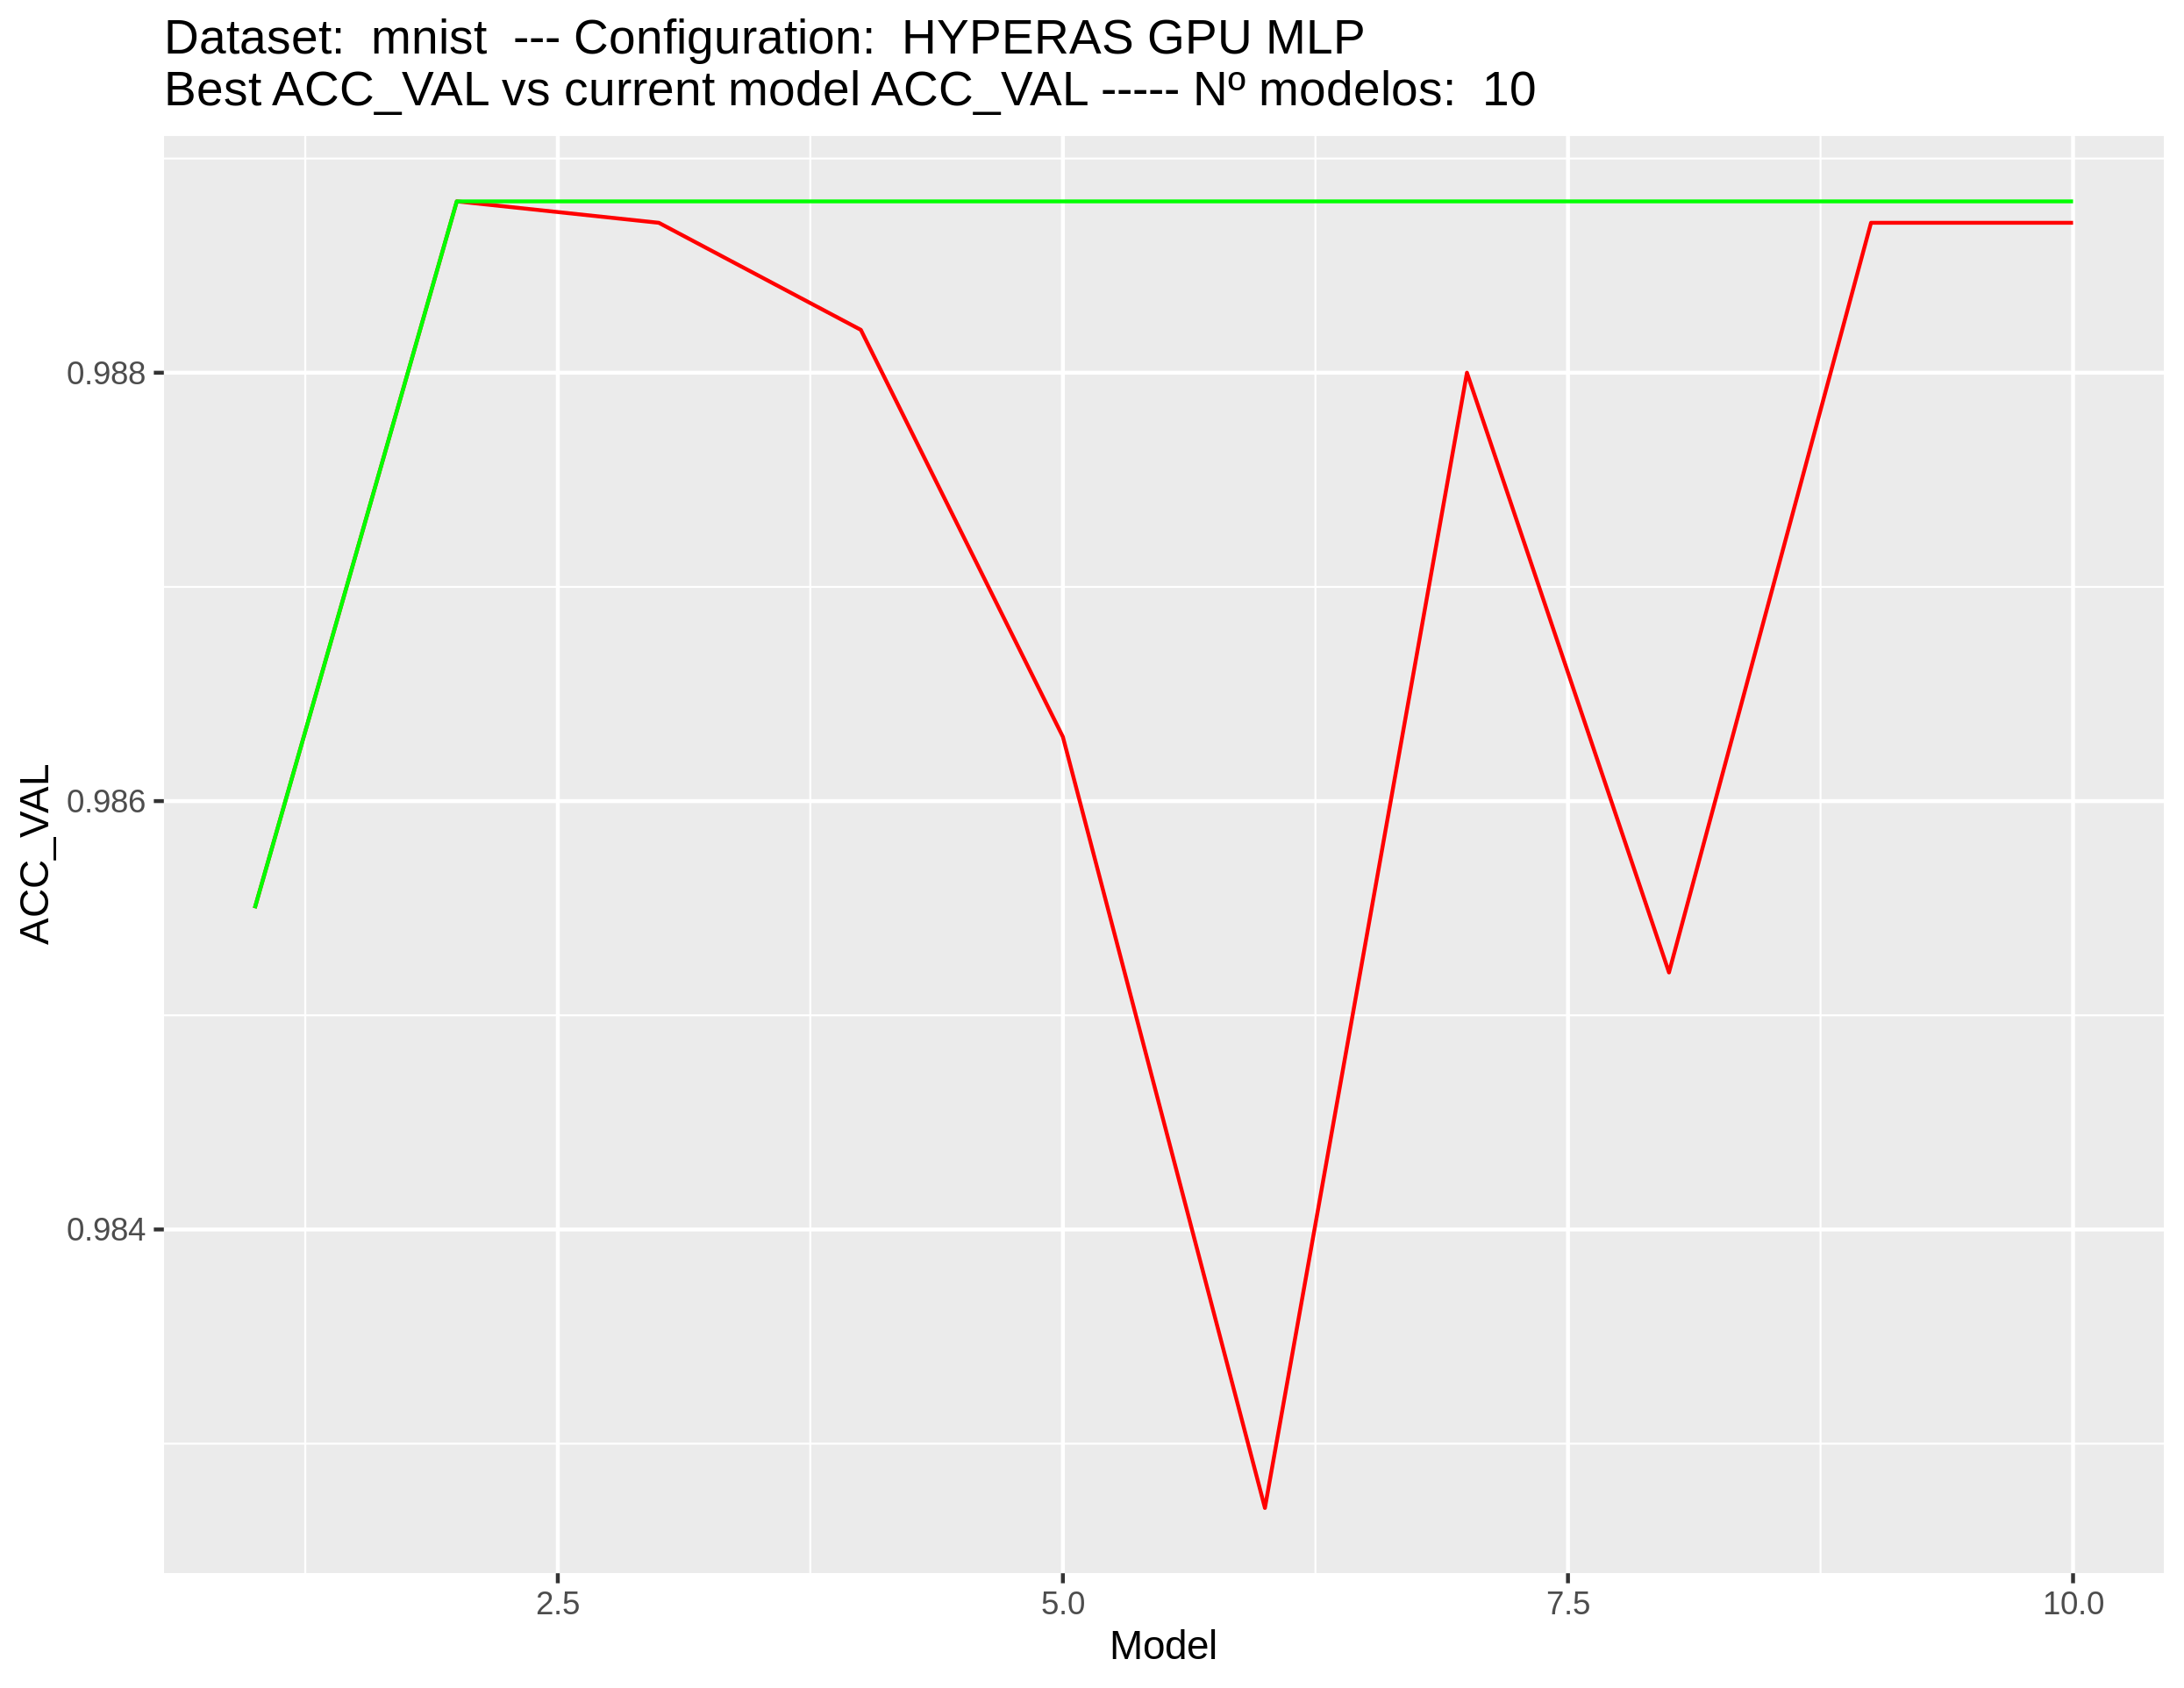 Dataset:  mnist  --- Configuration:  HYPERAS GPU MLP
Best ACC_VAL vs current model ACC_VAL ----- Nº modelos:  10
ACC_VAL
0.988
0.986
0.984
2.5 5.0 7.5 10.0
Model